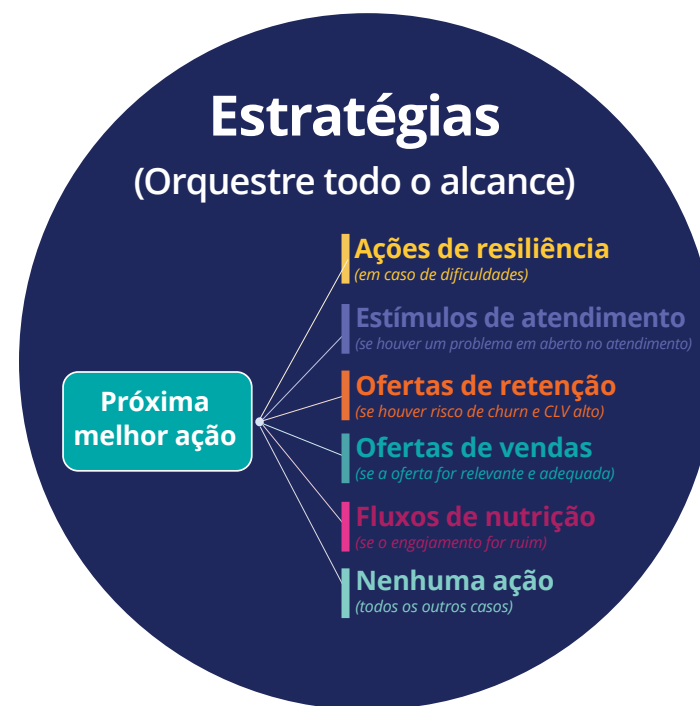 Estratégias
(Orquestre todo o alcance)
Próxima
melhor ação
Ações de resiliência
(em caso de dificuldades)
Estímulos de atendimento
(se houver um problema em aberto no atendimento)
Ofertas de retenção
(se houver risco de churn e CLV alto)
Ofertas de vendas
(se a oferta for relevante e adequada)
Fluxos de nutrição
(se o engajamento for ruim)
Nenhuma ação
(todos os outros casos)